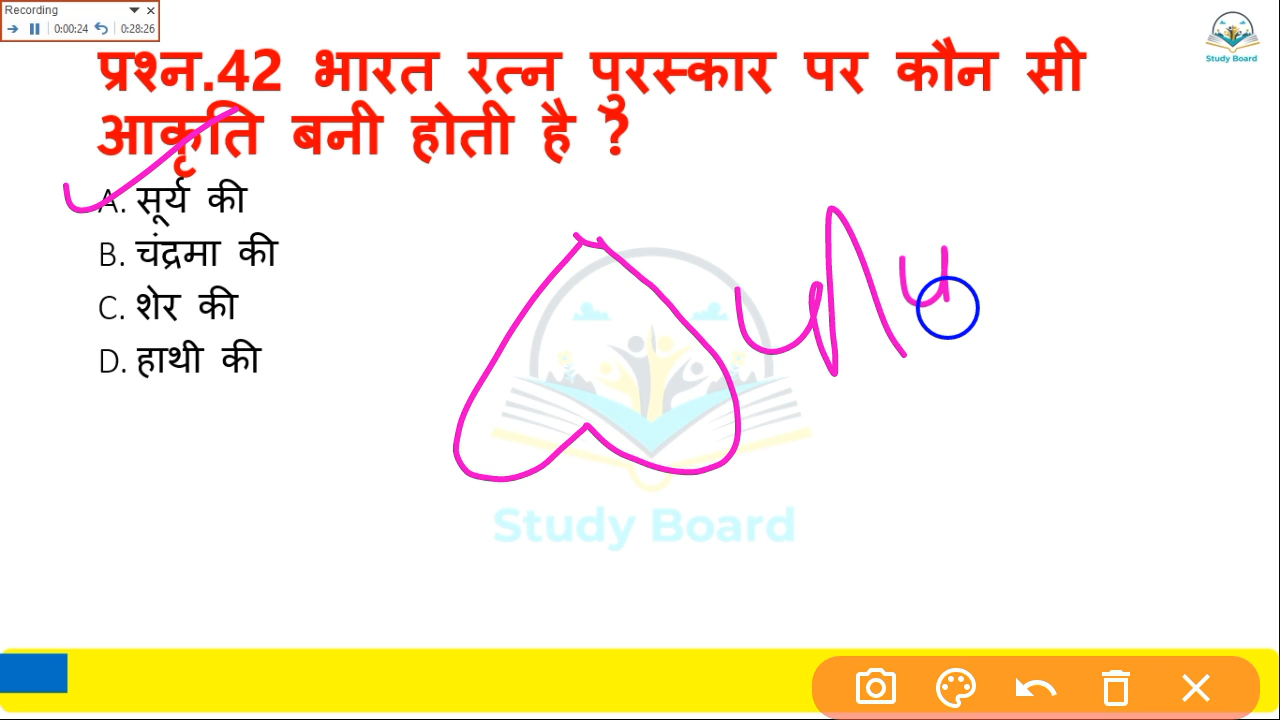 Recording
0:00:24 0:28:26
Study Board
प्रश्न.42 भारत रत्न पुरस्कार पर कौन सी
आकृति बनी होती है ?
A. सूर्य की
B. चंद्रमा की
C. शेर की
D. हाथी की
Study Board